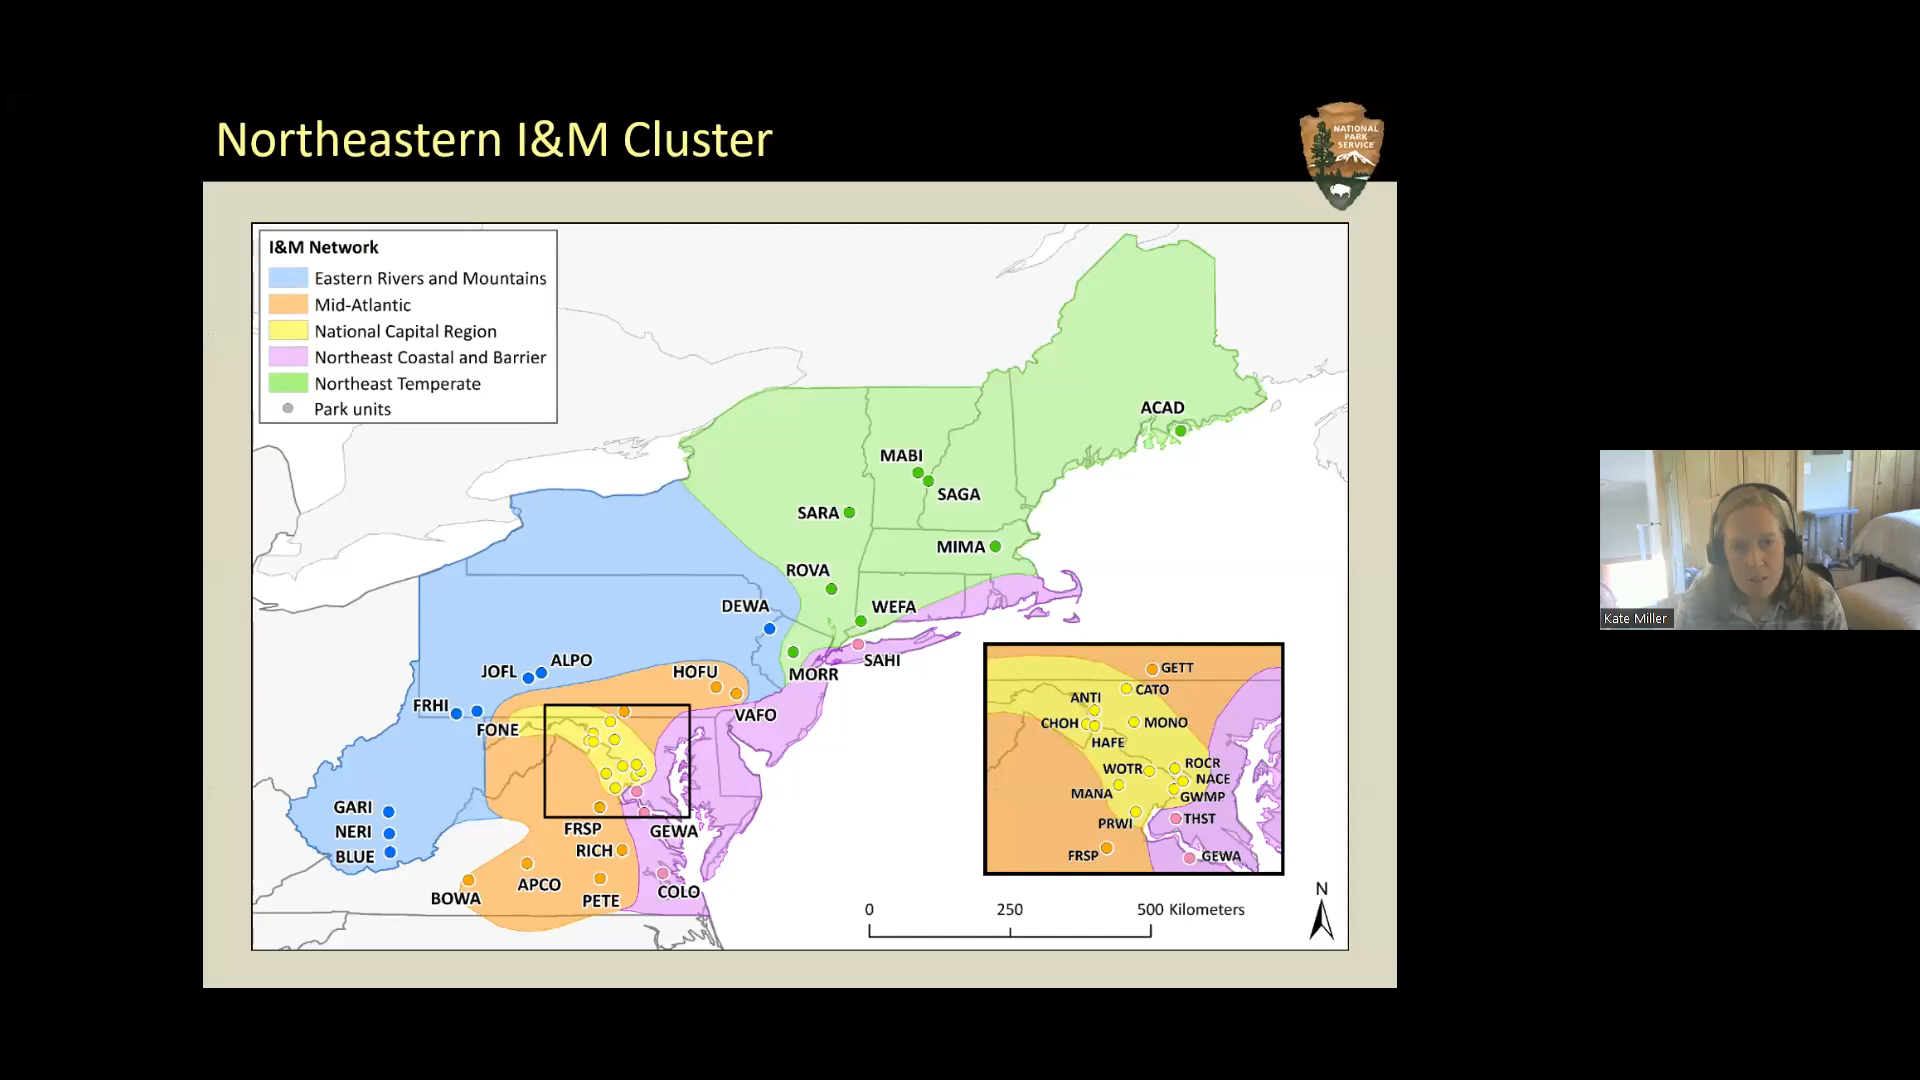 Northeastern I&M Cluster
NATIONAL
PARK
SERVICE
I&M Network
Eastern Rivers and Mountains
Mid-Atlantic
National Capital Region
Northeast Coastal and Barrier
Northeast Temperate
Park units
ACAD
MABI
SAGA
SARA
MIMA
ROVA
DEWA
WEFA
JOFL
ALPO
HOFU
MORR
SAHI
FRHI
FONE
VAFO
GARI
NERI
BLUE
FRSP
GEWA
RICH
BOWA
APCO
PETE
COLO
GETT
CATO
ANTI
CHOH
MONO
HAFE
WOTR
ROCR
NACE
MANA
GWMP
PRWI
THST
FRSP
GEWA
0 250 500 Kilometers
N
Kate Miller